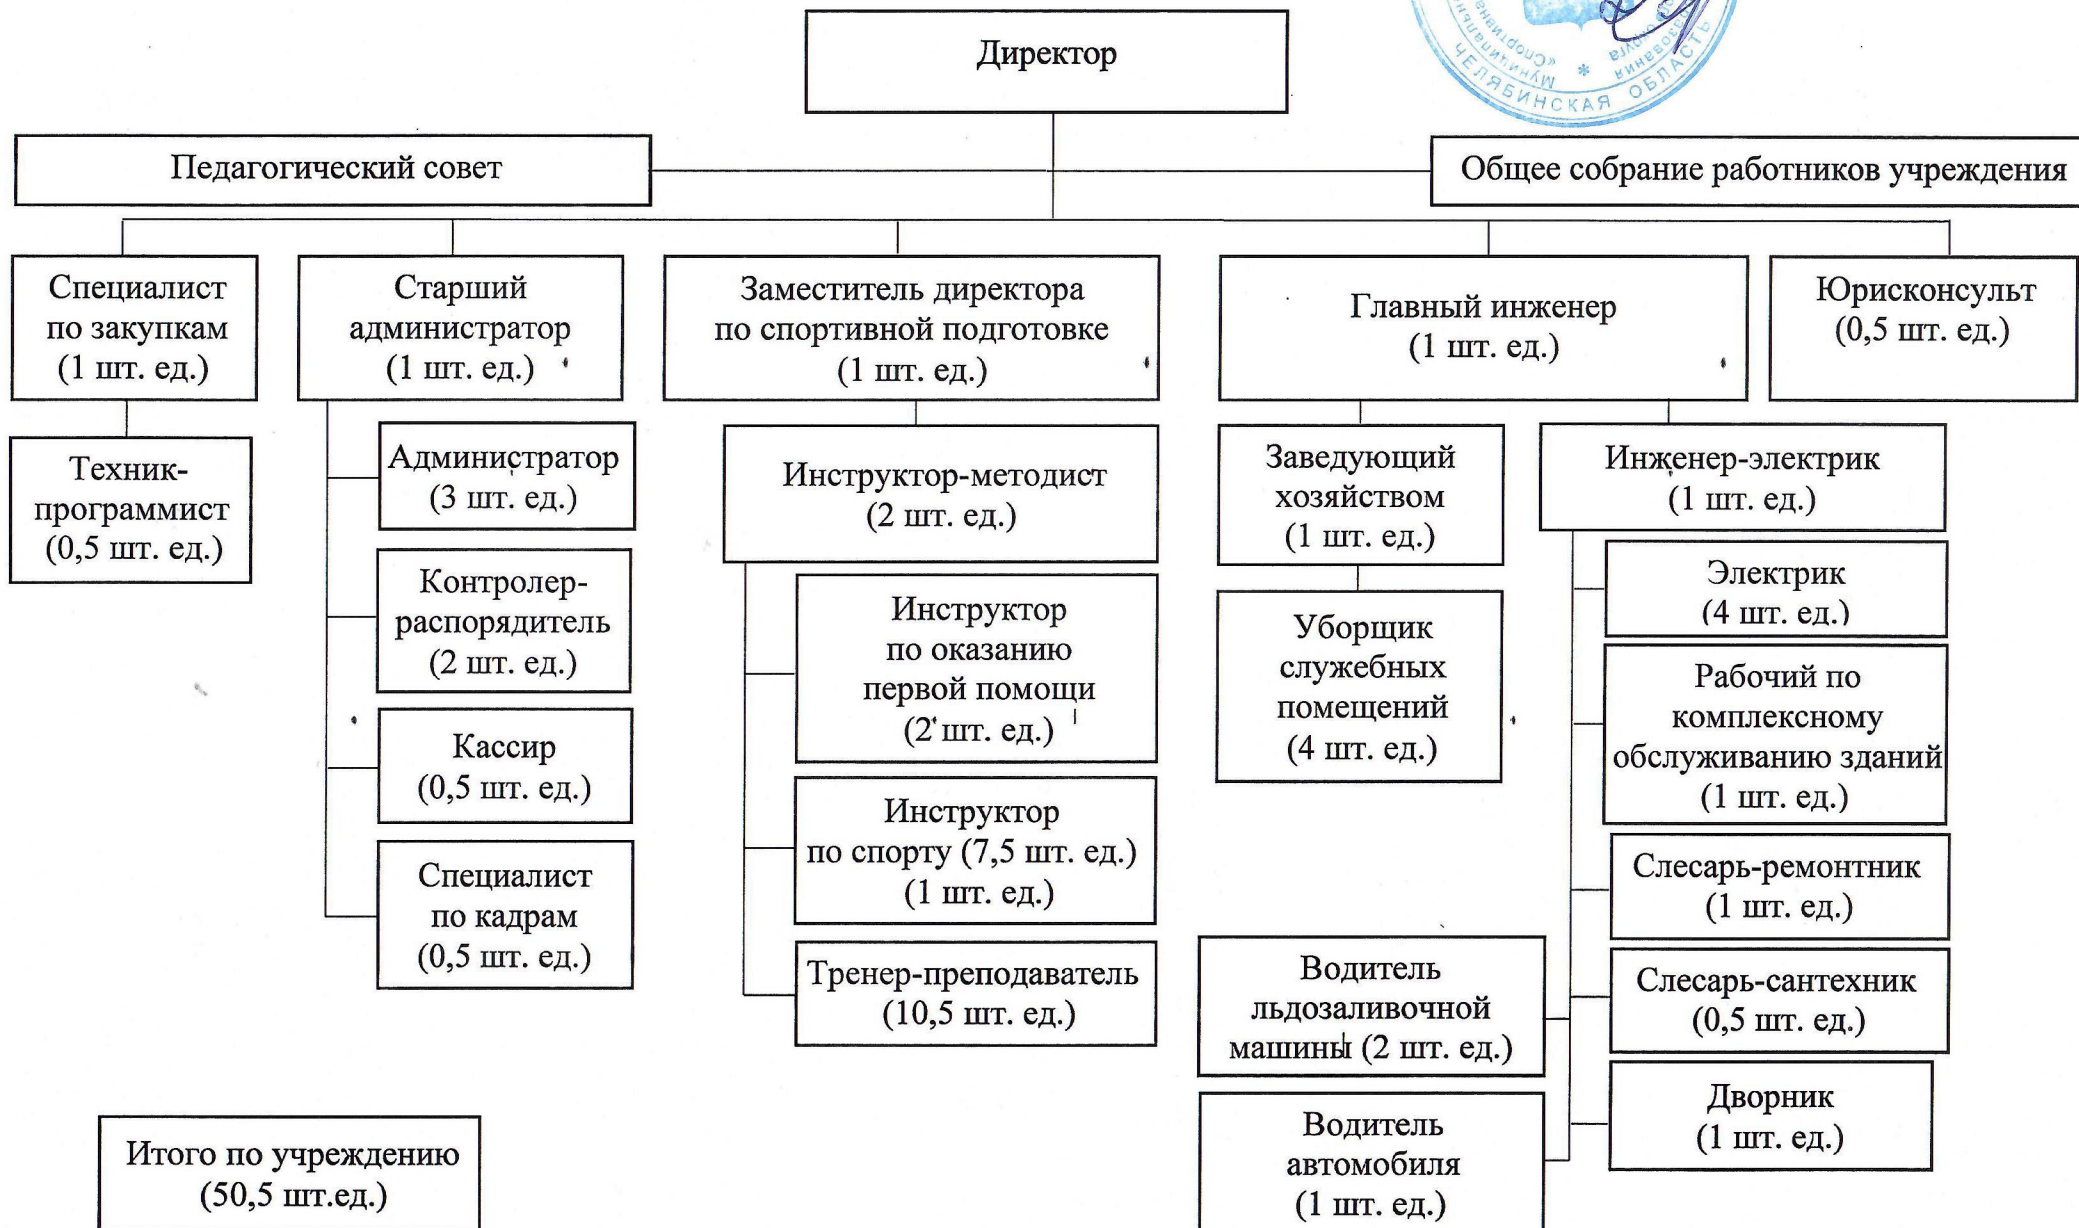 Директор
Муниципальн
«Спортивна
ЧЕЛЯБИНСКАЯ ОБЛАСТЬ
Педагогический совет
Общее собрание работников учреждения
Специалист
по закупкам
(1 шт. ед.)
Старший
администратор
(1 шт. ед.)
Заместитель директора
по спортивной подготовке
(1 шт. ед.)
Главный инженер
(1 шт. ед.)
Юрисконсульт
(0,5 шт. ед.)
Техник-
программист
(0,5 шт. ед.)
Администратор
(3 шт. ед.)
Контролер-
распорядитель
(2 шт. ед.)
Кассир
(0,5 шт. ед.)
Специалист
по кадрам
(0,5 шт. ед.)
Инструктор-методист
(2 шт. ед.)
Инструктор
по оказанию
первой помощи
(2 шт. ед.)
Инструктор
по спорту (7,5 шт. ед.)
(1 шт. ед.)
Тренер-преподаватель
(10,5 шт. ед.)
Заведующий
хозяйством
(1 шт. ед.)
Уборщик
служебных
помещений
(4 шт. ед.)
Инженер-электрик
(1 шт. ед.)
Электрик
(4 шт. ед.)
Рабочий по
комплексному
обслуживанию зданий
(1 шт. ед.)
Слесарь-ремонтник
(1 шт. ед.)
Слесарь-сантехник
(0,5 шт. ед.)
Дворник
(1 шт. ед.)
Водитель
льдозаливочной
машины (2 шт. ед.)
Водитель
автомобиля
(1 шт. ед.)
Итого по учреждению
(50,5 шт.ед.)